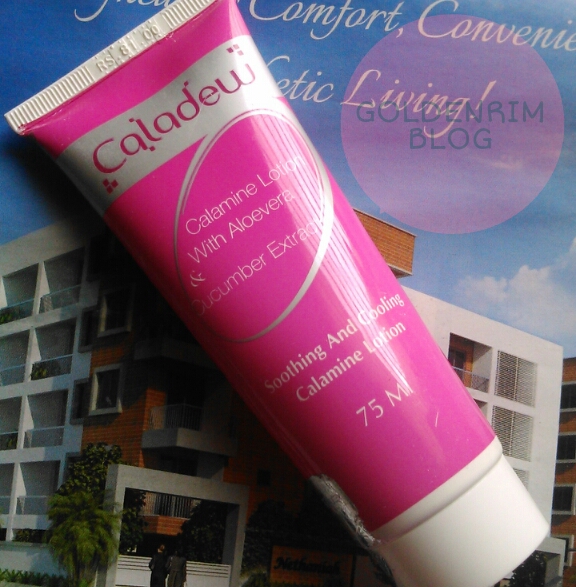 Comfort, Convenie
Living!
GOLDENRIM
BLOG
Caladew
Calamine Lotion
With Aloevera
&
Cucumber Extract
Soothing And Cooling
Calamine Lotion
75 Ml
Nethaniah